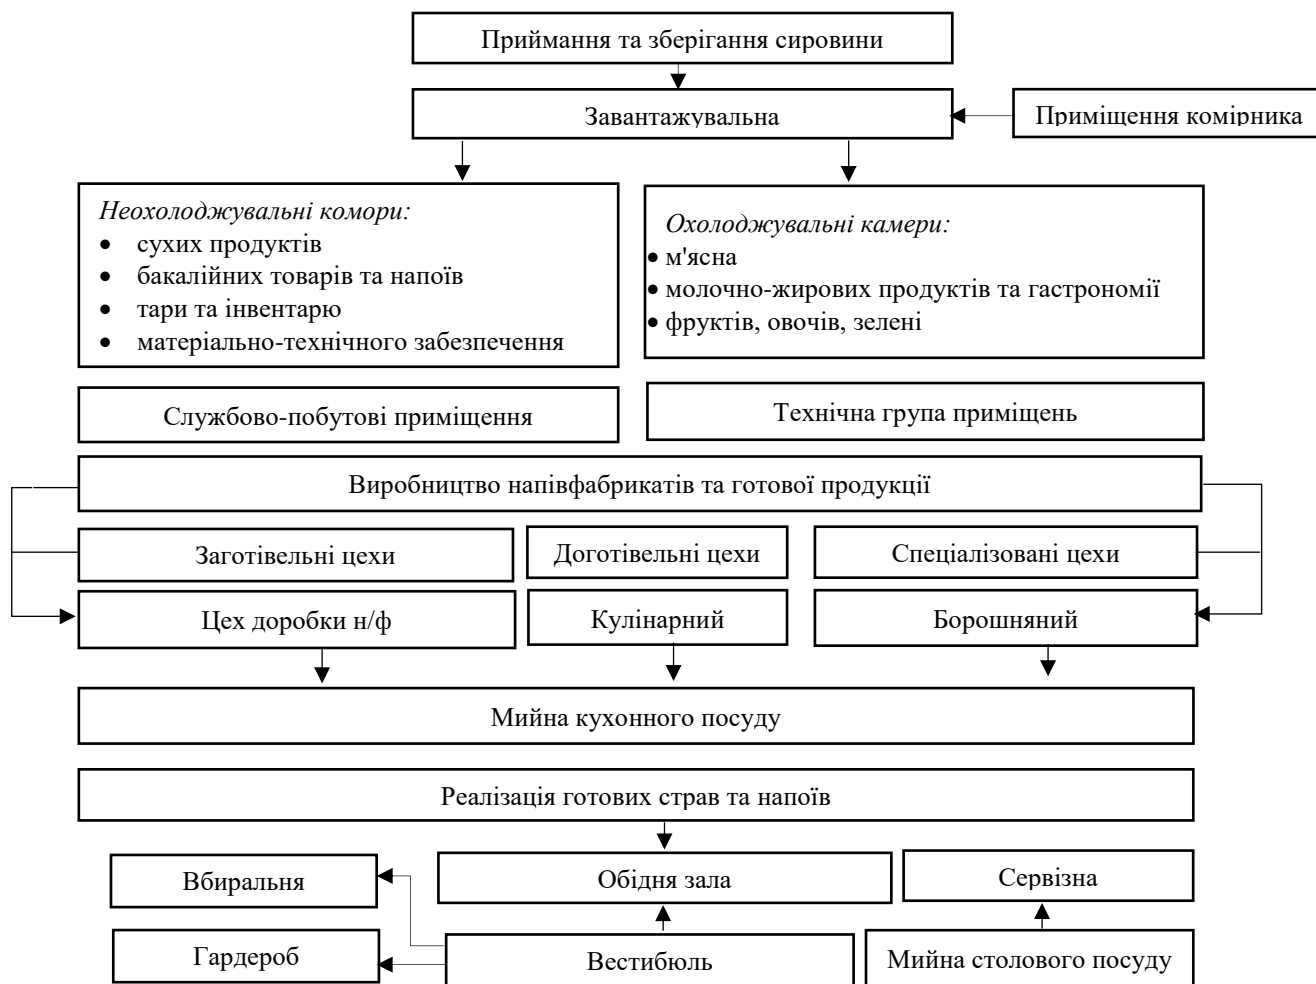 Приймання та зберігання сировини
Завантажувальна
Приміщення комірника
Неохолоджувальні комори:
• сухих продуктів
• бакалійних товарів та напоїв
• тари та інвентарю
• матеріально-технічного забезпечення
Охолоджувальні камери:
• м'ясна
• молочно-жирових продуктів та гастрономії
• фруктів, овочів, зелені
Службово-побутові приміщення
Технічна група приміщень
Виробництво напівфабрикатів та готової продукції
Заготівельні цехи
Доготівельні цехи
Спеціалізовані цехи
Цех доробки н/ф
Кулінарний
Борошняний
Мийна кухонного посуду
Реалізація готових страв та напоїв
Вбиральня
Обідня зала
Сервізна
Гардероб
Вестибюль
Мийна столового посуду